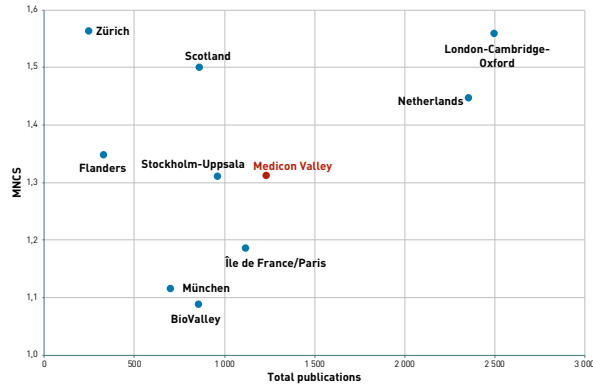 1,6
Zürich
London-Cambridge-
Oxford
Scotland
1,5
Netherlands
1,4
Stockholm-Uppsala
Medicon Valley
Flanders
MNCS
1,3
1,2
Île de France/Paris
München
1,1
BioValley
1,0
0
500
1 000
1 500
2 000
2 500
3 000
Total publications